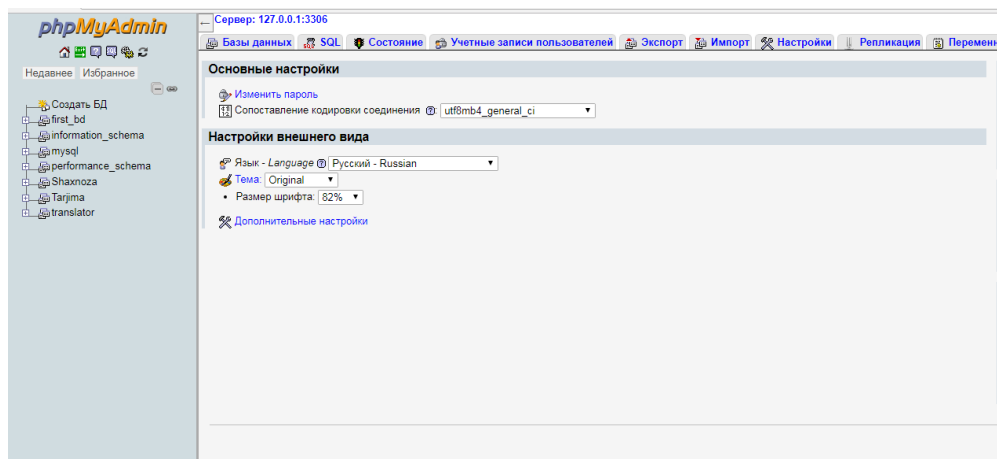 phpMyAdmin
Недавнее Избранное
Создать БД
first_bd
information_schema
mysql
performance_schema
Shaxnoza
Tarjima
translator
Сервер: 127.0.0.1:3306
Базы данных SQL Состояние Учетные записи пользователей Экспорт Импорт Настройки Репликация Перемен
Основные настройки
Изменить пароль
Сопоставление кодировки соединения utf8mb4_general_ci
Настройки внешнего вида
Язык - Language Русский - Russian
Тема: Original
• Размер шрифта: 82%
Дополнительные настройки